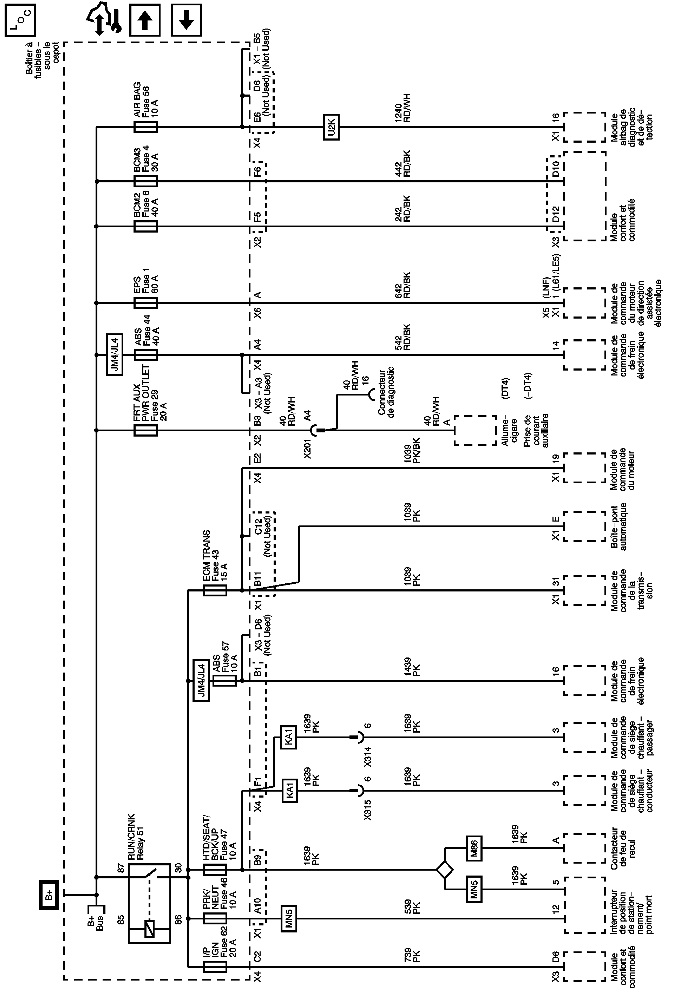 LOC
Boîtier à
fusibles –
sous le
capot
B+
B+
Bus
RUN/CRNK
Relay 51
85
87
86
30
AIR BAG
Fuse 56
10 A
E6
X4
D6
(Not Used)
X1 – B5
(Not Used)
U2K
1240
RD/WH
16
X1
Module
airbag de
diagnostic
et de dé-
tection
BCM3
Fuse 4
30 A
F6
442
RD/BK
D10
BCM2
Fuse 6
40 A
F5
X2
242
RD/BK
D12
X3
Module
confort et
commodité
EPS
Fuse 1
60 A
A
X6
642
RD/BK
X5 (LNF)
X1 1 (L61/LE5)
Module de
commande
du moteur
de direction
assistée
électronique
JM4/JL4
ABS
Fuse 44
40 A
A4
X4
X3 – A3
(Not Used)
542
RD/BK
14
Module de
commande
de frein
électronique
FRT AUX
PWR OUTLET
Fuse 29
20 A
B3
X2
40
RD/WH
A4
X201
40
RD/WH
16
Connecteur
de diagnostic
40
RD/WH
A
Allume-
cigare
(DT4)
Prise de
courant
auxiliaire
(–DT4)
E2
X4
1039
PK/BK
19
X1
Module de
commande
du moteur
ECM TRANS
Fuse 43
15 A
C12
(Not Used)
B11
X1
1039
PK
E
X1
Boîte - pont
automatique
1039
PK
31
X1
Module de
commande
de la
transmis-
sion
JM4/JL4
ABS
Fuse 57
10 A
X3 – D6
(Not Used)
B1
1439
PK
16
Module de
commande
de frein
électronique
F1
X4
KA1
1639
PK
6
X314
1639
PK
3
Module de
commande
de siège
chauffant –
passager
KA1
1639
PK
6
X315
1639
PK
3
Module de
commande
de siège
chauffant –
conducteur
HTD/SEAT/
BCK/UP
Fuse 47
10 A
B9
1639
PK
M86
1639
PK
A
Contacteur
de feu de
recul
MN5
1639
PK
5
PRK/
NEUT
Fuse 46
10 A
A10
X1
MN5
539
PK
12
Interrupteur
de position
de station-
nement/
point mort
I/P
IGN
Fuse 62
20 A
C2
X4
739
PK
D6
X3
Module
confort et
commodité